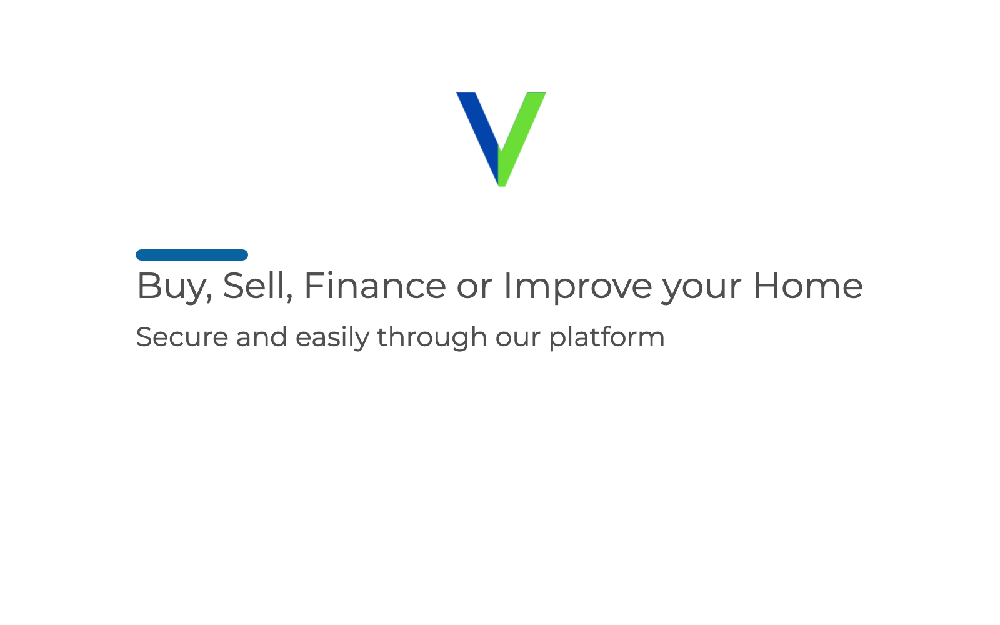 Buy, Sell, Finance or Improve your Home
Secure and easily through our platform